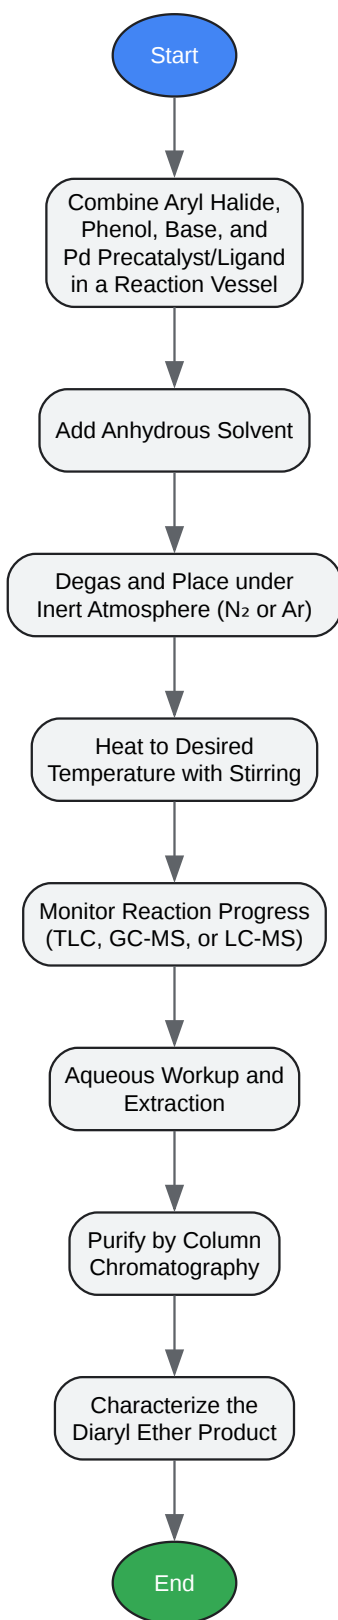 Start
Combine Aryl Halide,
Phenol, Base, and
Pd Precatalyst/Ligand
in a Reaction Vessel
Add Anhydrous Solvent
Degas and Place under
Inert Atmosphere (N₂ or Ar)
Heat to Desired
Temperature with Stirring
Monitor Reaction Progress
(TLC, GC-MS, or LC-MS)
Aqueous Workup and
Extraction
Purify by Column
Chromatography
Characterize the
Diaryl Ether Product
End